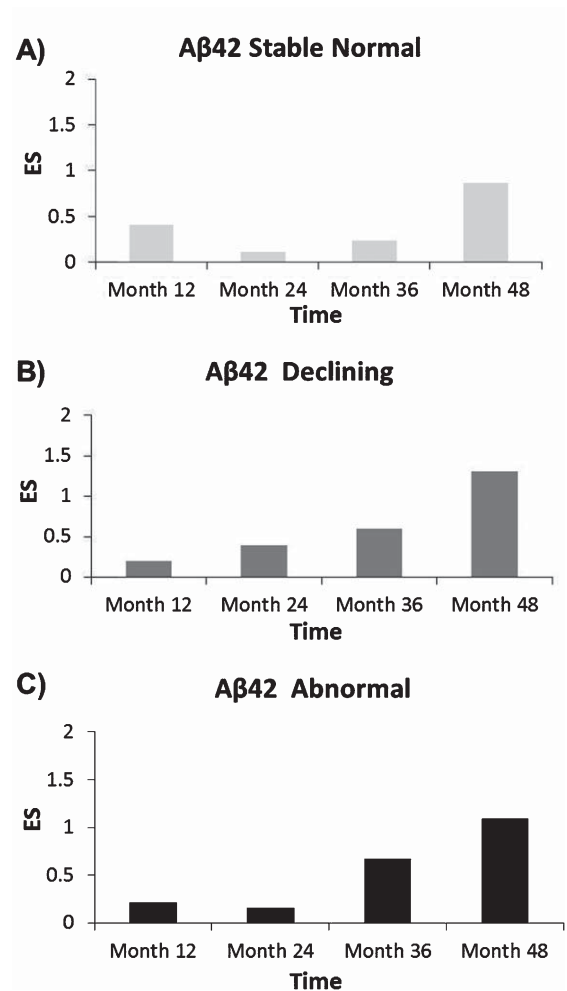 A)
Aβ42 Stable Normal
2
1.5
1
0.5
0
ES
Month 12 Month 24 Month 36 Month 48
Time
B)
Aβ42 Declining
2
1.5
1
0.5
0
ES
Month 12 Month 24 Month 36 Month 48
Time
C)
Aβ42 Abnormal
2
1.5
1
0.5
0
ES
Month 12 Month 24 Month 36 Month 48
Time